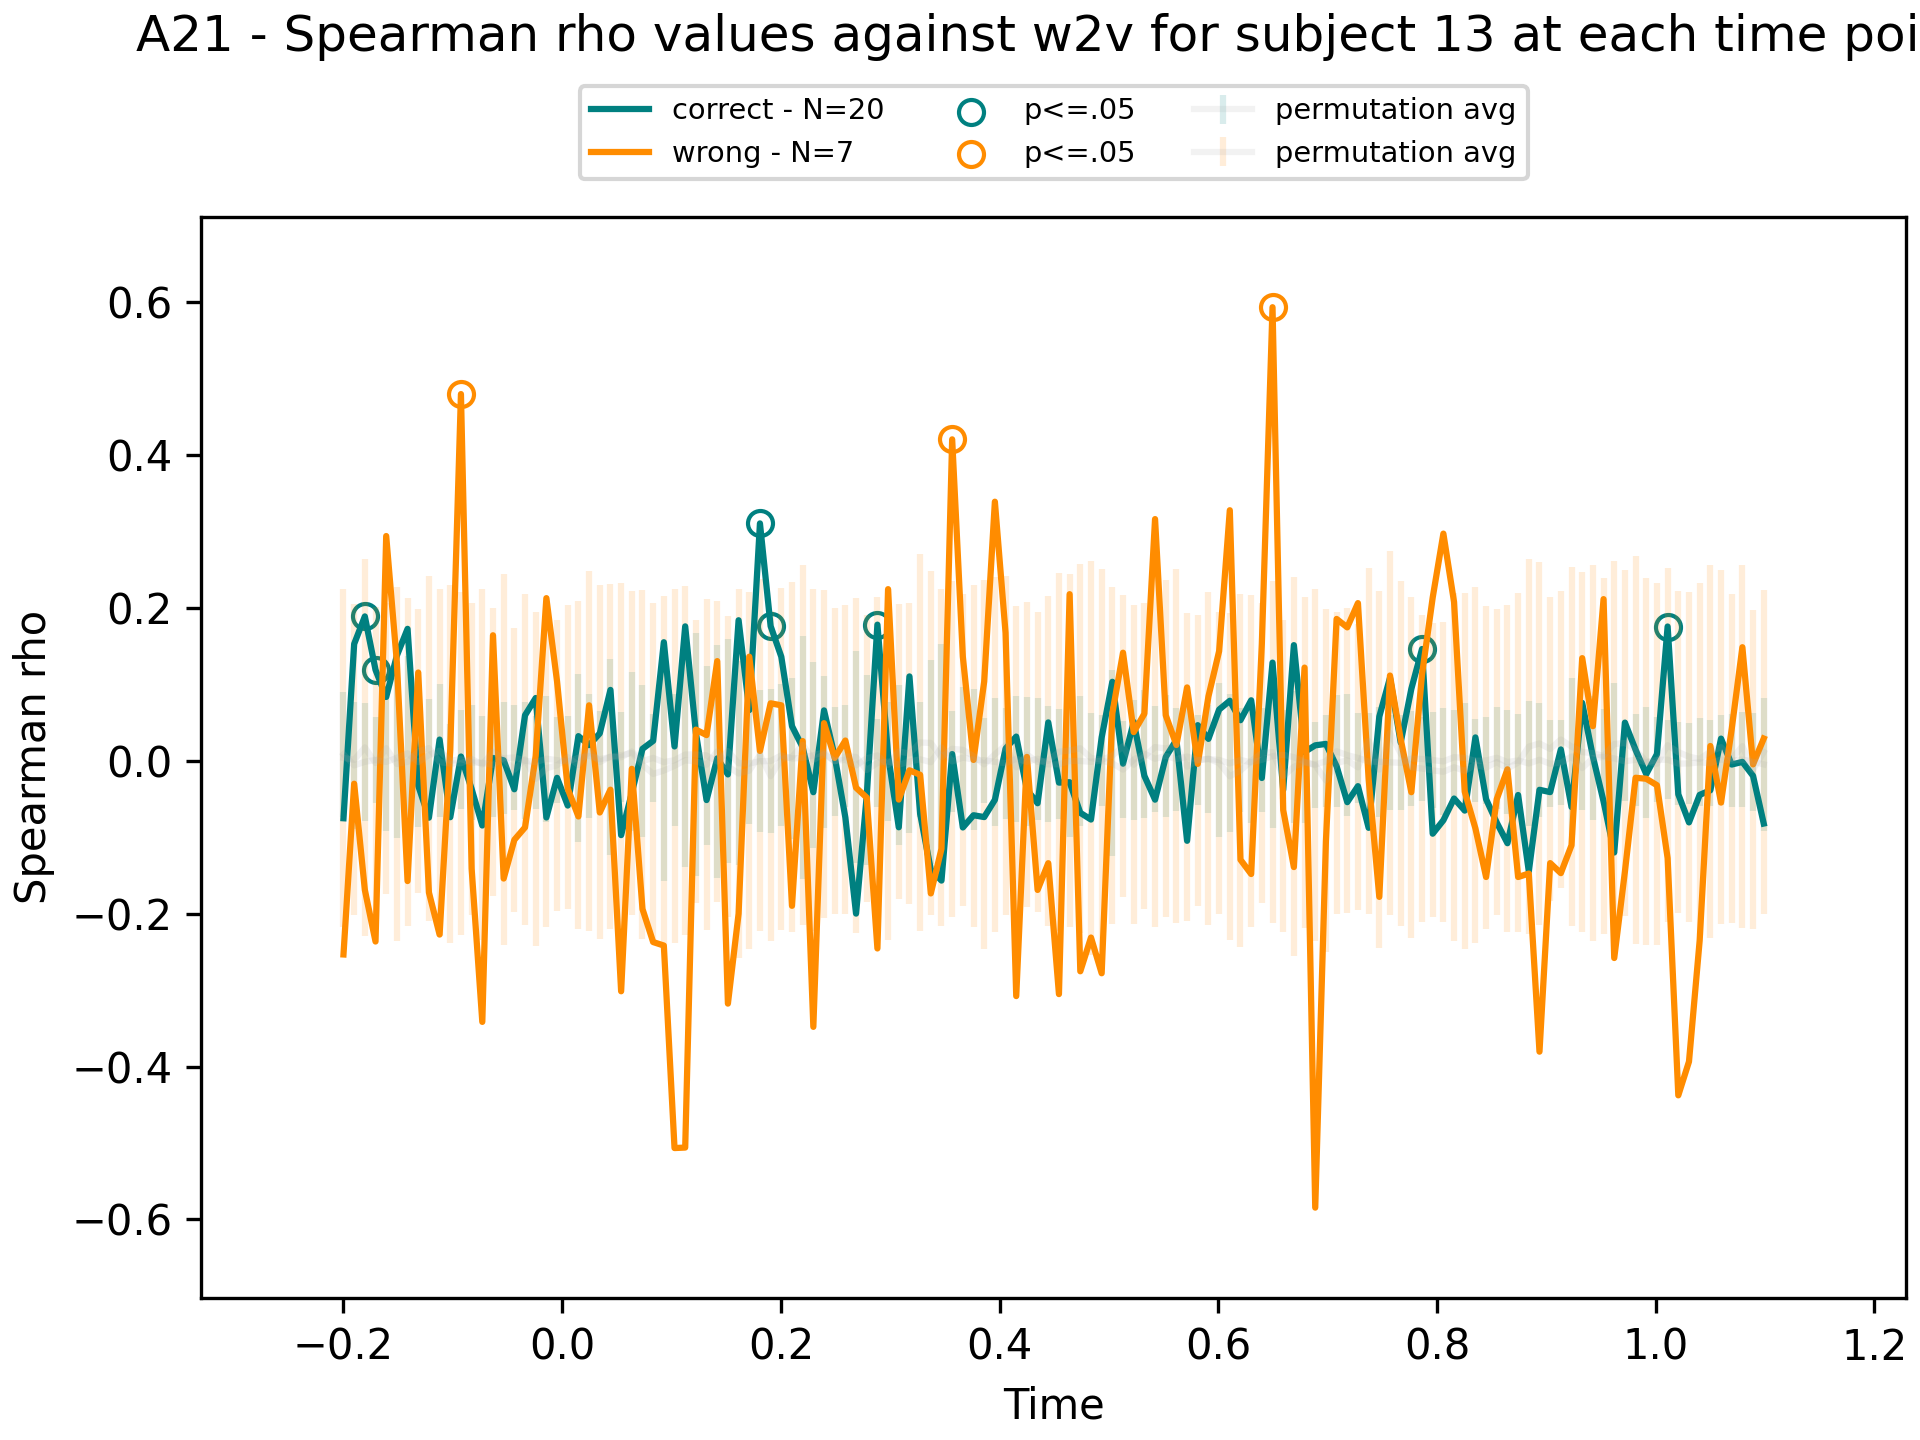 A21 - Spearman rho values against w2v for subject 13 at each time poi
correct - N=20
wrong - N=7
p<=.05
p<=.05
permutation avg
permutation avg
Spearman rho
0.6
0.4
0.2
0.0
−0.2
−0.4
−0.6
−0.2 0.0 0.2 0.4 0.6 0.8 1.0 1.2
Time